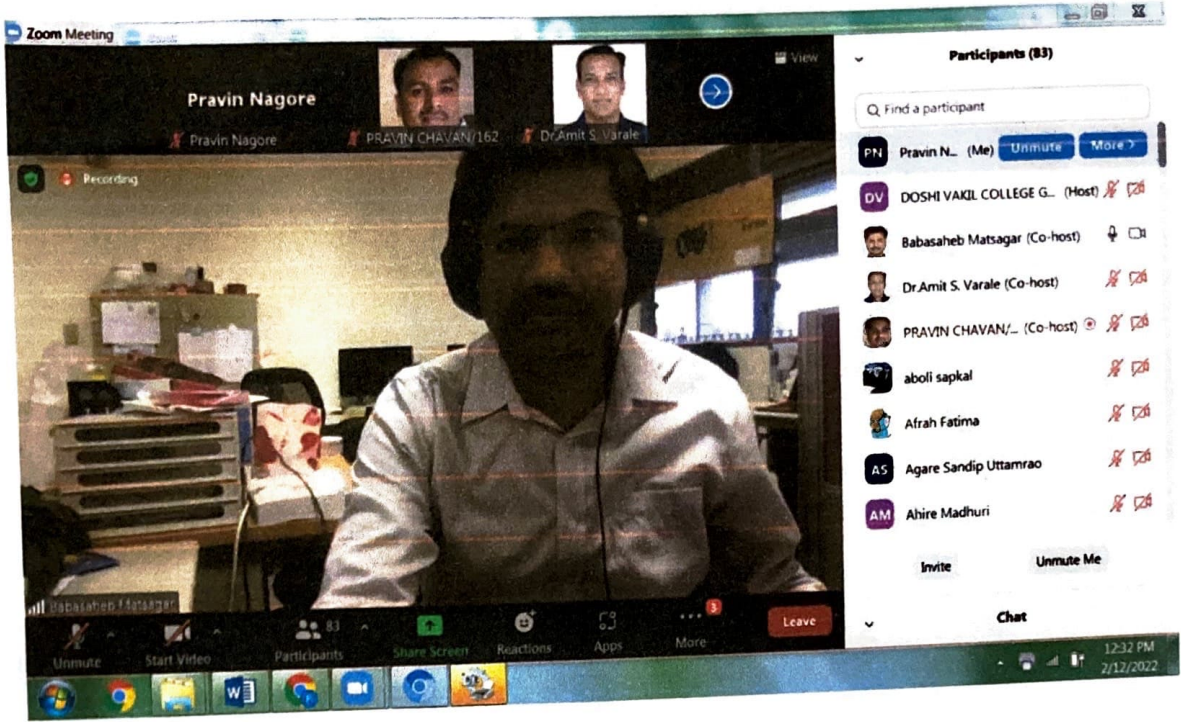 Zoom Meeting
Participants (83)
View
Pravin Nagore
Pravin Nagore
PRAVIN CHAVAN/162
Dr.Amit S. Varale
Find a participant
Recording
PN Pravin N... (Me) Unmute More >
DV DOSHI VAKIL COLLEGE G... (Host)
Babasaheb Matsagar (Co-host)
Dr.Amit S. Varale (Co-host)
PRAVIN CHAVAN/... (Co-host)
aboli sapkal
Afrah Fatima
AS Agare Sandip Uttamrao
AM Ahire Madhuri
Invite
Unmute Me
Babasaheb Matsagar
Chat
Unmute
Start Video
83
Participants
Share Screen
Reactions
Apps
3
More
Leave
12:32 PM
2/12/2022